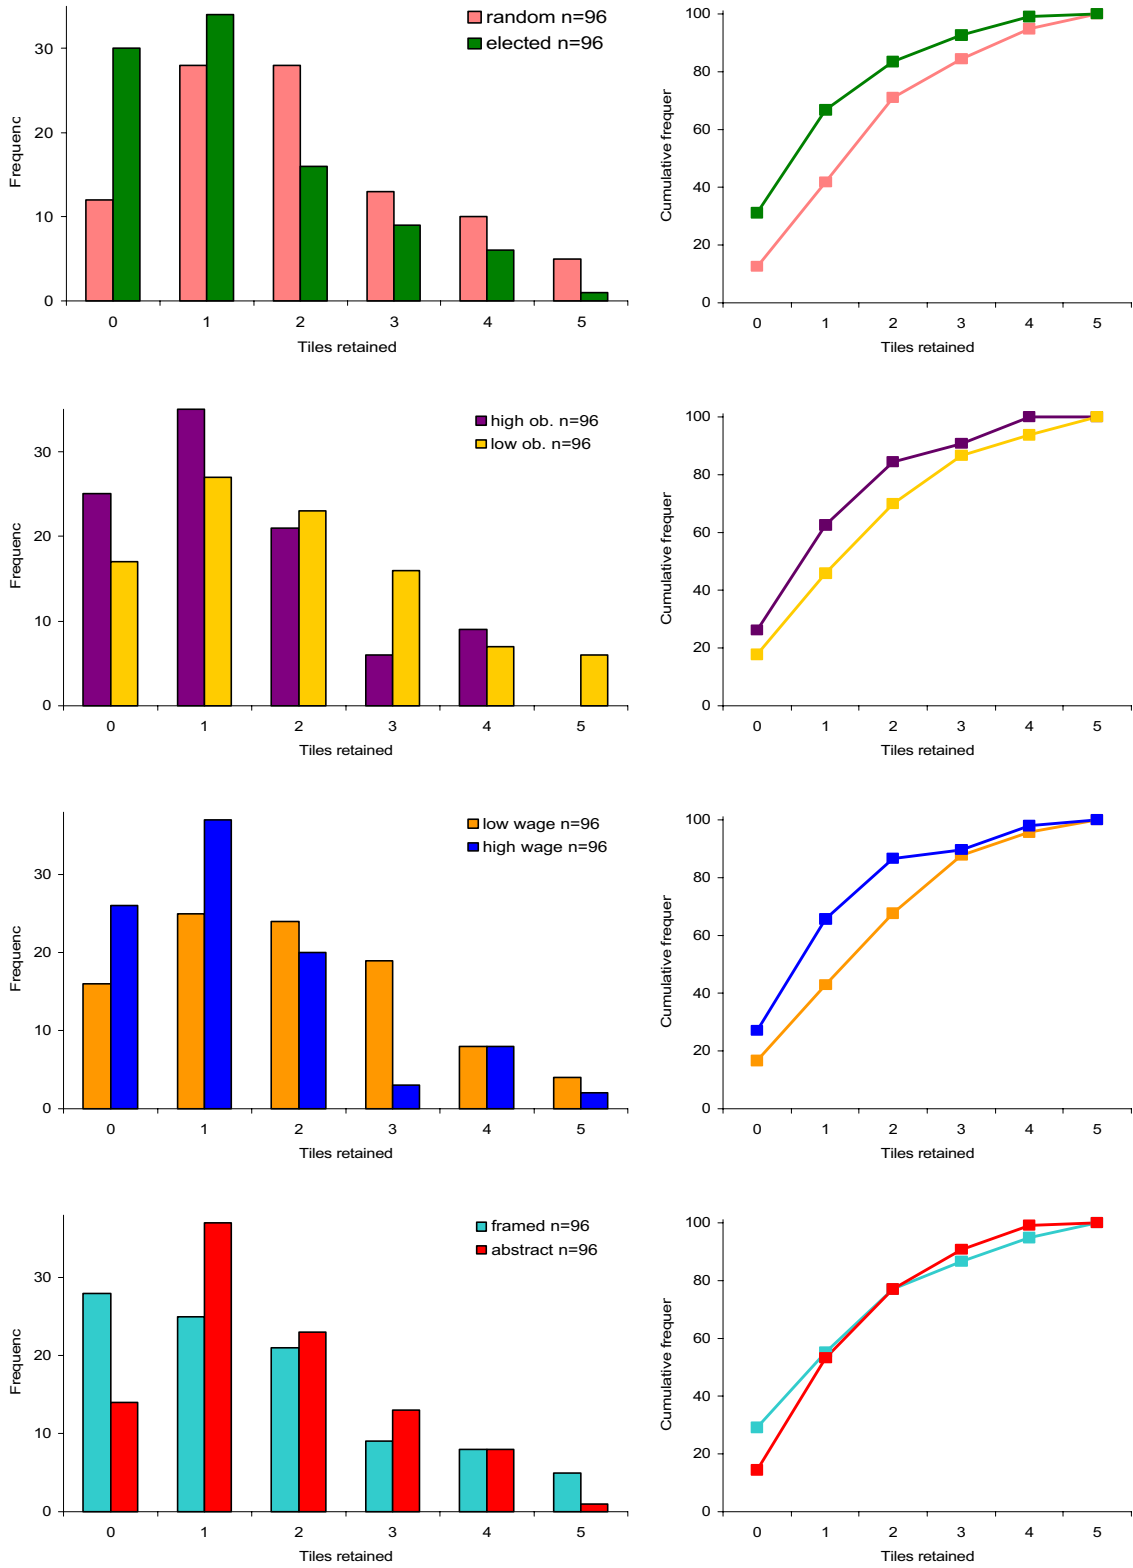 random n=96
elected n=96
30
20
10
0
Frequenc
0 1 2 3 4 5
Tiles retained
100
80
60
40
20
0
Cumulative frequer
0 1 2 3 4 5
Tiles retained
high ob. n=96
low ob. n=96
30
20
10
0
Frequenc
0 1 2 3 4 5
Tiles retained
100
80
60
40
20
0
Cumulative frequer
0 1 2 3 4 5
Tiles retained
low wage n=96
high wage n=96
30
20
10
0
Frequenc
0 1 2 3 4 5
Tiles retained
100
80
60
40
20
0
Cumulative frequer
0 1 2 3 4 5
Tiles retained
framed n=96
abstract n=96
30
20
10
0
Frequenc
0 1 2 3 4 5
Tiles retained
100
80
60
40
20
0
Cumulative frequer
0 1 2 3 4 5
Tiles retained